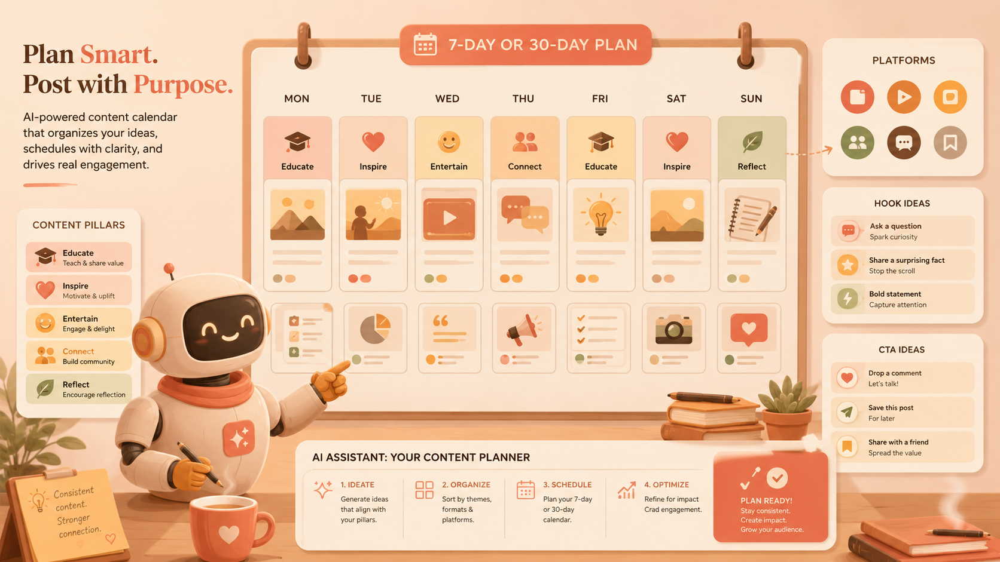 Plan Smart.
Post with Purpose.
AI-powered content calendar
that organizes your ideas,
schedules with clarity, and
drives real engagement.
CONTENT PILLARS
Educate
Teach & share value
Inspire
Motivate & uplift
Entertain
Engage & delight
Connect
Build community
Reflect
Encourage reflection
7-DAY OR 30-DAY PLAN
MON TUE WED THU FRI SAT SUN
Educate Inspire Entertain Connect Educate Inspire Reflect
PLATFORMS
HOOK IDEAS
Ask a question
Spark curiosity
Share a surprising fact
Stop the scroll
Bold statement
Capture attention
CTA IDEAS
Drop a comment
Let's talk!
Save this post
For later
Share with a friend
Spread the value
AI ASSISTANT: YOUR CONTENT PLANNER
1. IDEATE
Generate ideas
that align with
your pillars.
2. ORGANIZE
Sort by themes,
formats &
platforms.
3. SCHEDULE
Plan your 7-day
or 30-day
calendar.
4. OPTIMIZE
Refine for impact
Crad engagement.
PLAN READY!
Stay consistent.
Create impact.
Grow your audience.
Consistent
content.
Stronger
connection.